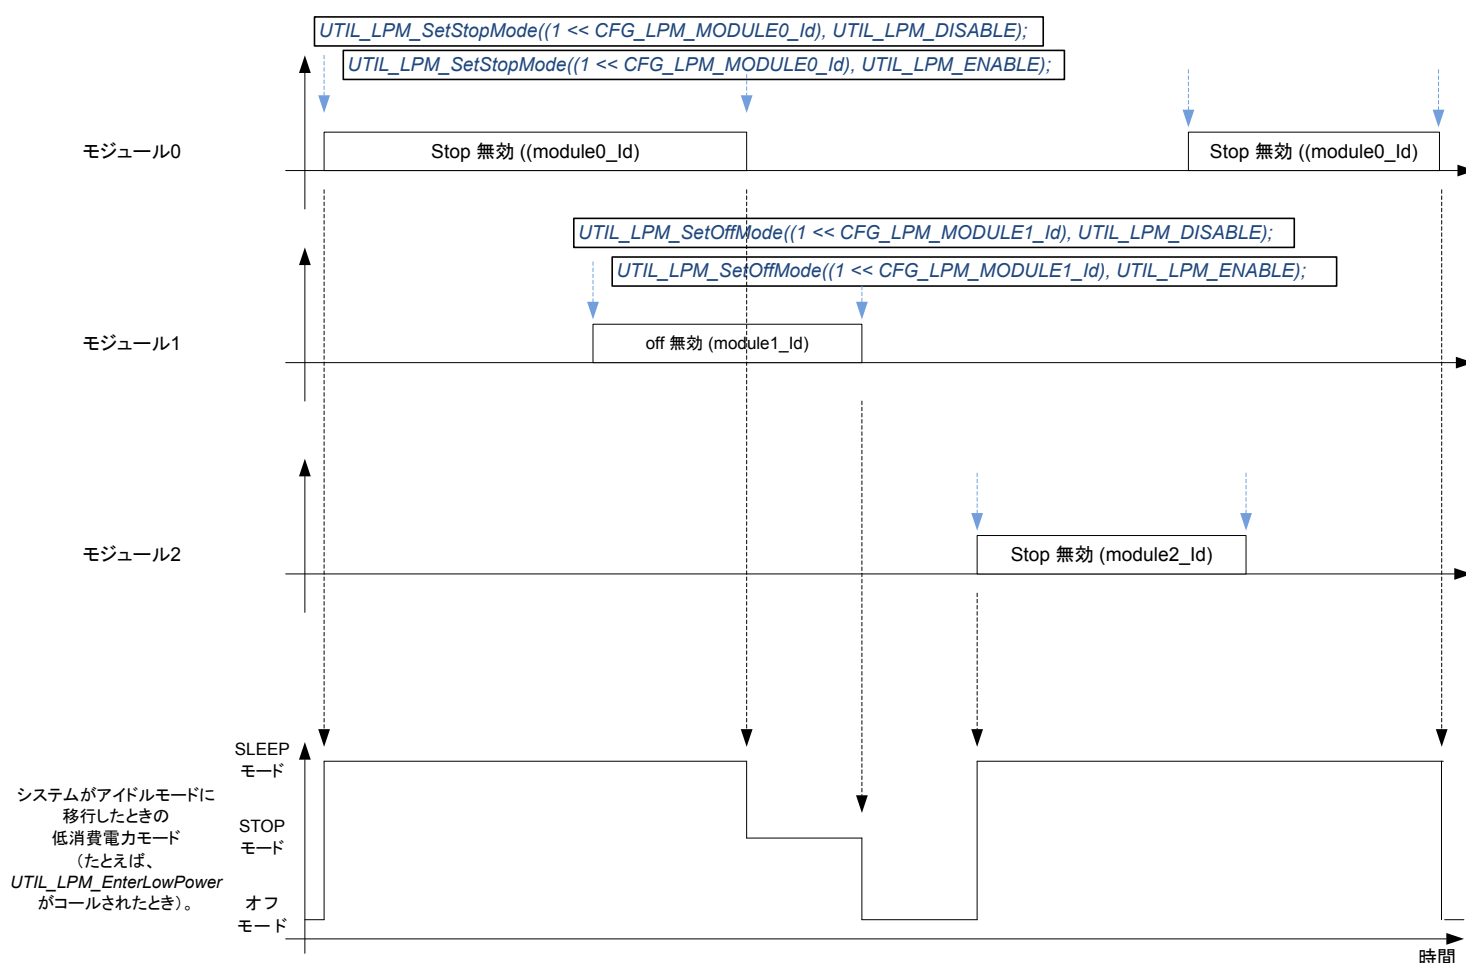 UTIL_LPM_SetStopMode((1 << CFG_LPM_MODULE0_Id), UTIL_LPM_DISABLE);
UTIL_LPM_SetStopMode((1 << CFG_LPM_MODULE0_Id), UTIL_LPM_ENABLE);
モジュール0
Stop 無効 ((module0_Id)
Stop 無効 ((module0_Id)
UTIL_LPM_SetOffMode((1 << CFG_LPM_MODULE1_Id), UTIL_LPM_DISABLE);
UTIL_LPM_SetOffMode((1 << CFG_LPM_MODULE1_Id), UTIL_LPM_ENABLE);
モジュール1
off 無効 (module1_Id)
モジュール2
Stop 無効 (module2_Id)
SLEEP
モード
システムがアイドルモードに
移行したときの
低消費電力モード
(たとえば、
UTIL_LPM_EnterLowPower
がコールされたとき)。
STOP
モード
オフ
モード
時間